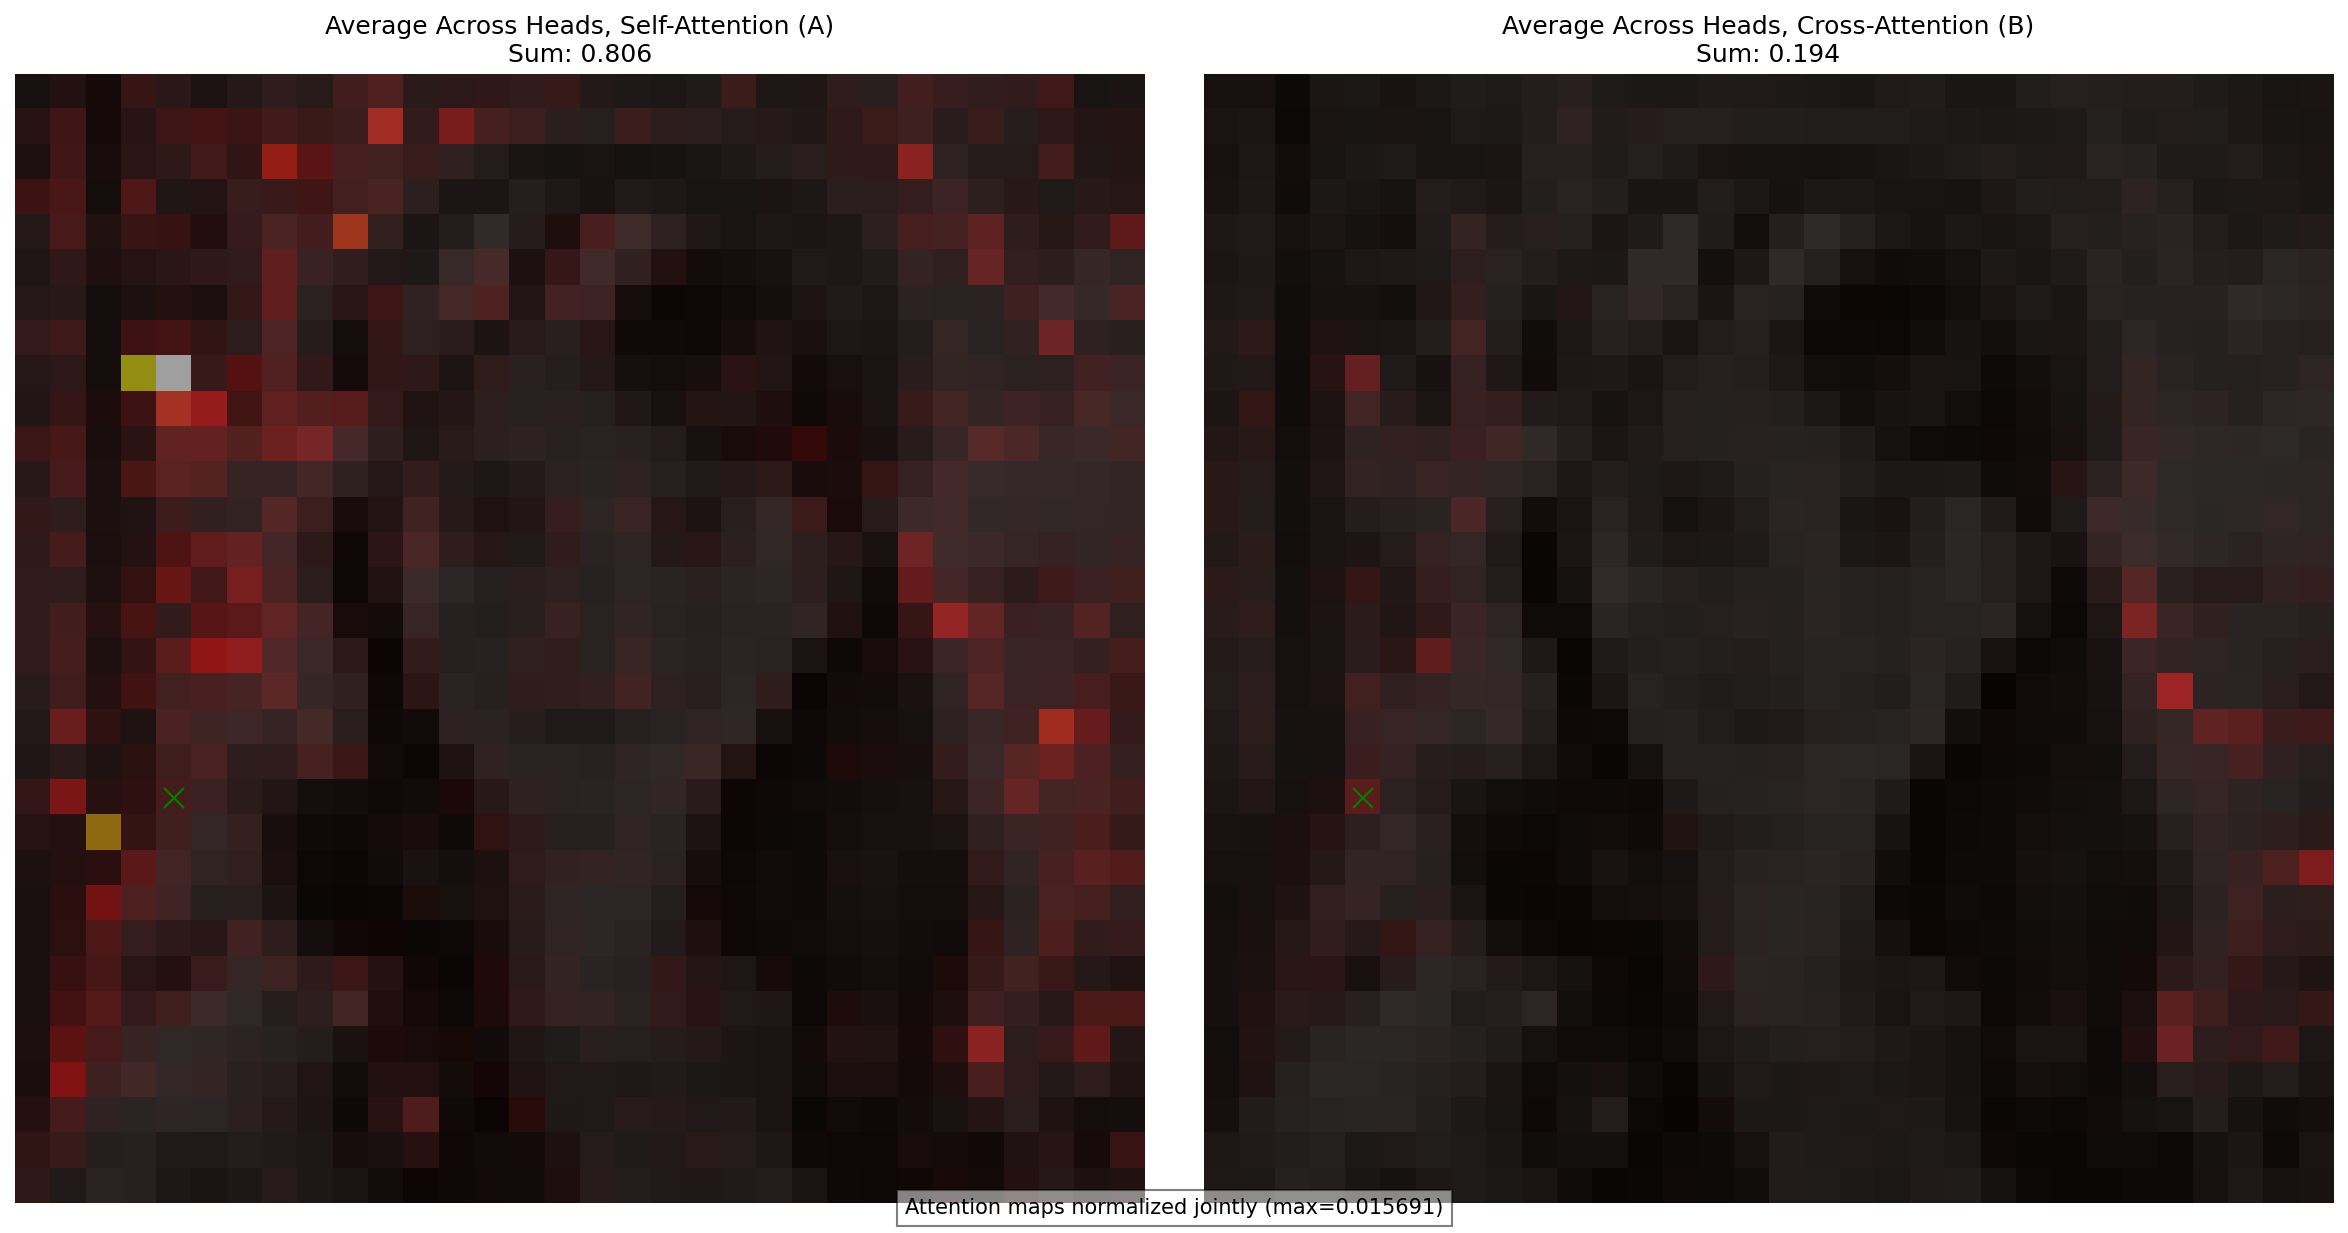 Average Across Heads, Self-Attention (A)
Sum: 0.806
Average Across Heads, Cross-Attention (B)
Sum: 0.194
Attention maps normalized jointly (max=0.015691)